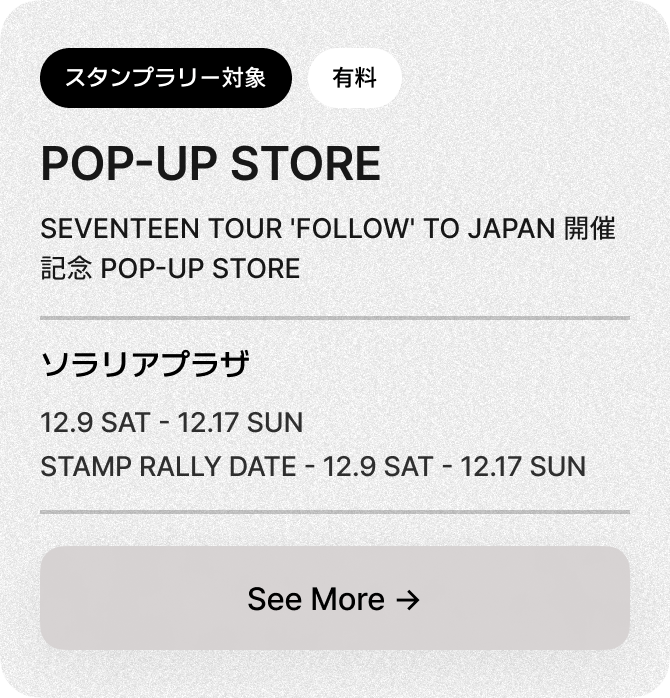 スタンプラリー対象 有料
POP-UP STORE
SEVENTEEN TOUR 'FOLLOW' TO JAPAN 開催
記念 POP-UP STORE
ソラリアプラザ
12.9 SAT - 12.17 SUN
STAMP RALLY DATE - 12.9 SAT - 12.17 SUN
See More →